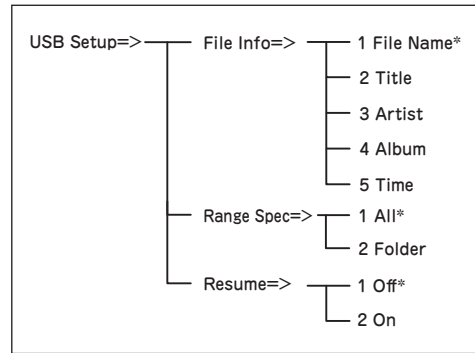 USB Setup=> File Info=> 1 File Name*
2 Title
3 Artist
4 Album
5 Time
Range Spec=> 1 All*
2 Folder
Resume=> 1 Off*
2 On